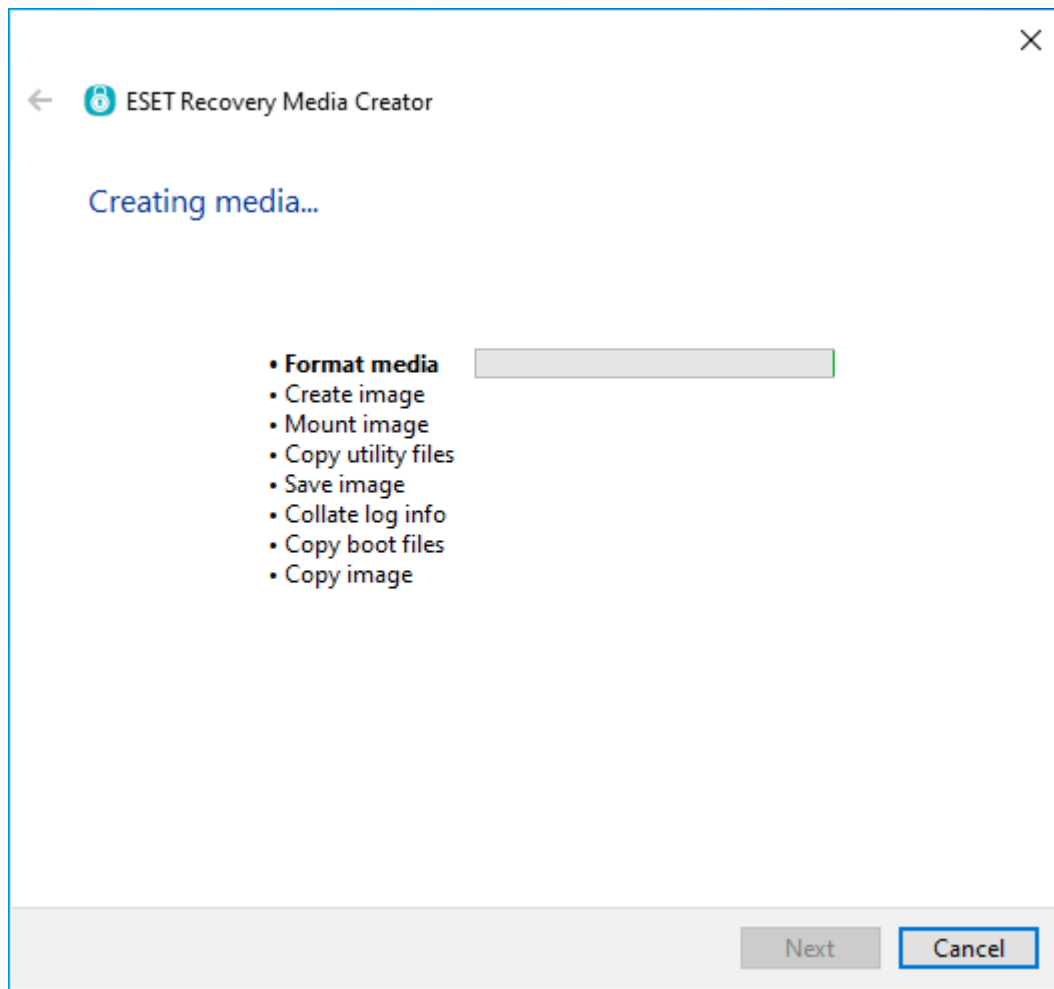 ESET Recovery Media Creator
Creating media...
• Format media
• Create image
• Mount image
• Copy utility files
• Save image
• Collate log info
• Copy boot files
• Copy image
Next
Cancel